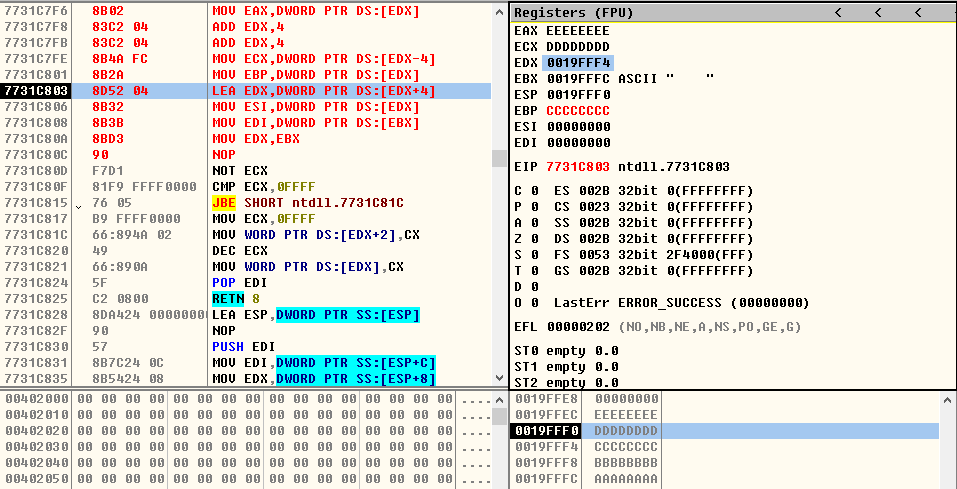 7731C7F6 8B02 MOV EAX,DWORD PTR DS:[EDX]
7731C7F8 83C2 04 ADD EDX,4
7731C7FB 83C2 04 ADD EDX,4
7731C7FE 8B4A FC MOV ECX,DWORD PTR DS:[EDX-4]
7731C801 8B2A MOV EBP,DWORD PTR DS:[EDX]
7731C803 8D52 04 LEA EDX,DWORD PTR DS:[EDX+4]
7731C806 8B32 MOV ESI,DWORD PTR DS:[EDX]
7731C808 8B3B MOV EDI,DWORD PTR DS:[EBX]
7731C80A 8BD3 MOV EDX,EBX
7731C80C 90 NOP
7731C80D F7D1 NOT ECX
7731C80F 81F9 FFFF0000 CMP ECX,0FFFF
7731C815 76 05 JBE SHORT ntdll.7731C81C
7731C817 B9 FFFF0000 MOV ECX,0FFFF
7731C81C 66:894A 02 MOV WORD PTR DS:[EDX+2],CX
7731C820 49 DEC ECX
7731C821 66:890A MOV WORD PTR DS:[EDX],CX
7731C824 5F POP EDI
7731C825 C2 0800 RETN 8
7731C828 8DA424 00000000 LEA ESP,DWORD PTR SS:[ESP]
7731C82F 90 NOP
7731C830 57 PUSH EDI
7731C831 8B7C24 0C MOV EDI,DWORD PTR SS:[ESP+C]
7731C835 8B5424 08 MOV EDX,DWORD PTR SS:[ESP+8]
Registers (FPU) < < <
EAX EEEEEEEE
ECX DDDDDDDD
EDX 0019FFF4
EBX 0019FFFC ASCII "    "
ESP 0019FFF0
EBP CCCCCCCC
ESI 00000000
EDI 00000000
EIP 7731C803 ntdll.7731C803
C 0 ES 002B 32bit 0(FFFFFFFF)
P 0 CS 0023 32bit 0(FFFFFFFF)
A 0 SS 002B 32bit 0(FFFFFFFF)
Z 0 DS 002B 32bit 0(FFFFFFFF)
S 0 FS 0053 32bit 2F4000(FFF)
T 0 GS 002B 32bit 0(FFFFFFFF)
D 0
O 0 LastErr ERROR_SUCCESS (00000000)
EFL 00000202 (NO,NB,NE,A,NS,PO,GE,G)
ST0 empty 0.0
ST1 empty 0.0
ST2 empty 0.0
00402000 00 00 00 00 00 00 00 00 00 00 00 00 00 00 00 00 ....
00402010 00 00 00 00 00 00 00 00 00 00 00 00 00 00 00 00 ....
00402020 00 00 00 00 00 00 00 00 00 00 00 00 00 00 00 00 ....
00402030 00 00 00 00 00 00 00 00 00 00 00 00 00 00 00 00 ....
00402040 00 00 00 00 00 00 00 00 00 00 00 00 00 00 00 00 ....
00402050 00 00 00 00 00 00 00 00 00 00 00 00 00 00 00 00 ....
0019FFE8 00000000
0019FFEC EEEEEEEE
0019FFF0 DDDDDDDD
0019FFF4 CCCCCCCC
0019FFF8 BBBBBBBB
0019FFFC AAAAAAAA